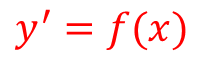 y′ = f(x)